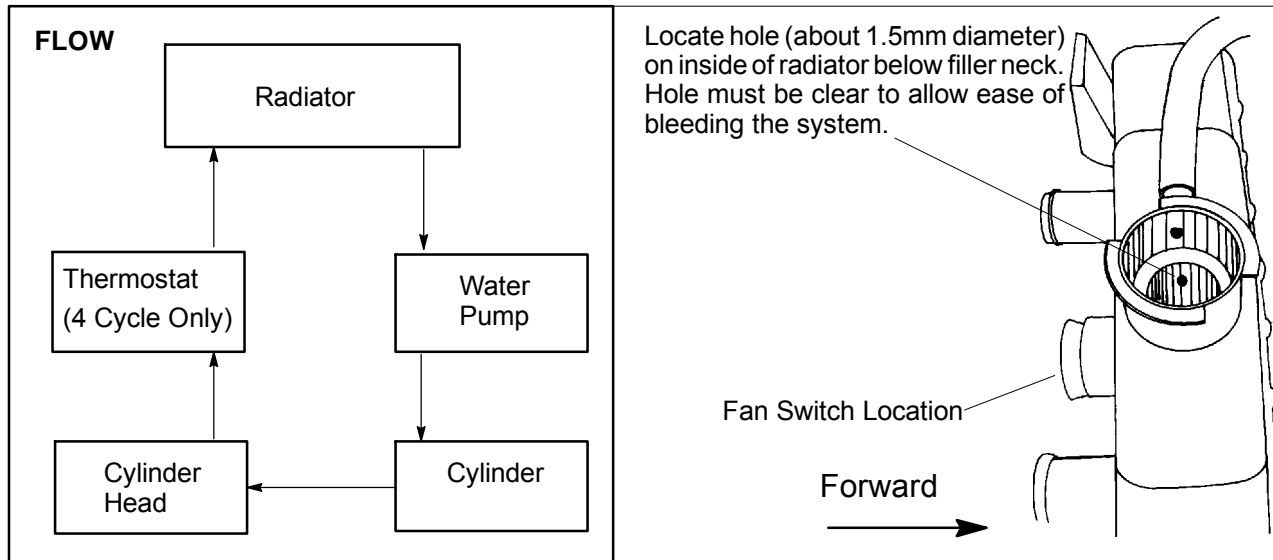 FLOW
Radiator
Thermostat
(4 Cycle Only)
Water
Pump
Cylinder
Head
Cylinder
Locate hole (about 1.5mm diameter)
on inside of radiator below filler neck.
Hole must be clear to allow ease of
bleeding the system.
Fan Switch Location
Forward